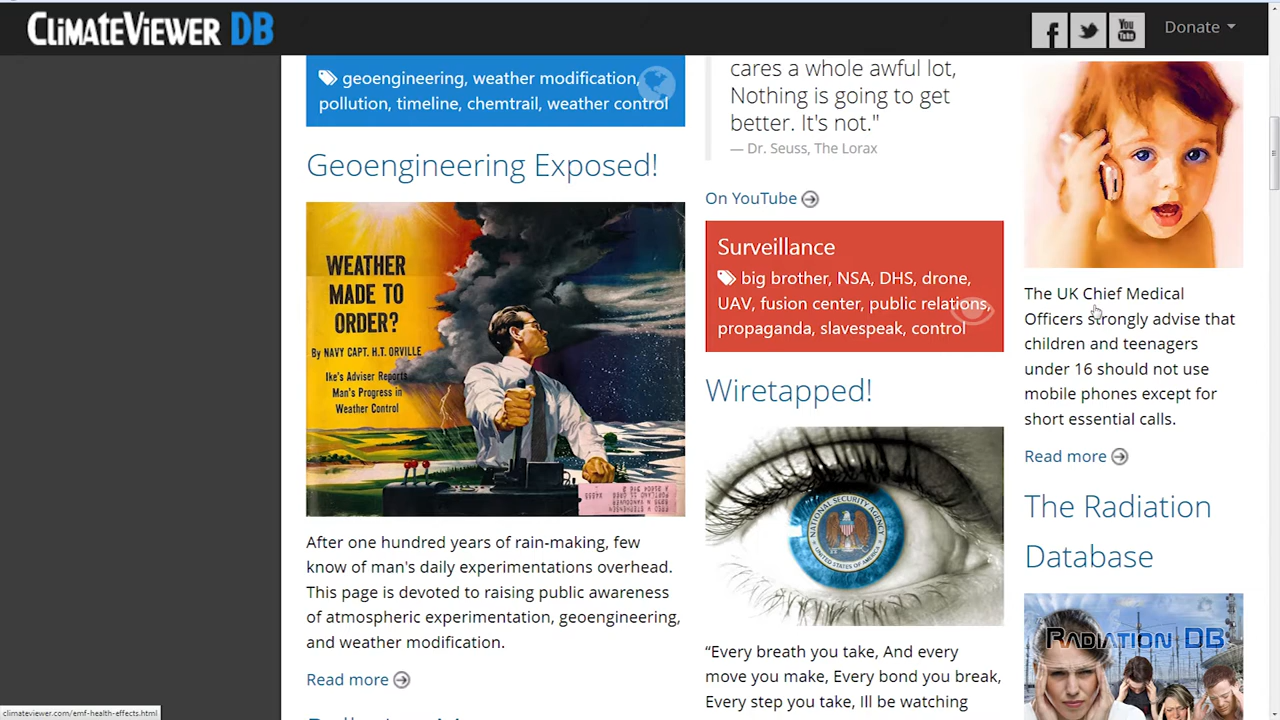 CLIMATEVIEWER DB
Donate
geoengineering, weather modification,
pollution, timeline, chemtrail, weather control
Geoengineering Exposed!
WEATHER
MADE TO
ORDER?
By NAVY CAPT. H.T. ORVILLE
Ike's Adviser Reports
Man's Progress in
Weather Control
After one hundred years of rain-making, few
know of man's daily experimentations overhead.
This page is devoted to raising public awareness
of atmospheric experimentation, geoengineering,
and weather modification.
Read more
cares a whole awful lot,
Nothing is going to get
better. It's not."
— Dr. Seuss, The Lorax
On YouTube
Surveillance
big brother, NSA, DHS, drone,
UAV, fusion center, public relations,
propaganda, slavespeak, control
Wiretapped!
NATIONAL SECURITY AGENCY
UNITED STATES OF AMERICA
“Every breath you take, And every
move you make, Every bond you break,
Every step you take, Ill be watching
The UK Chief Medical
Officers strongly advise that
children and teenagers
under 16 should not use
mobile phones except for
short essential calls.
Read more
The Radiation
Database
RADIATION DB
climateviewer.com/emf-health-effects.html